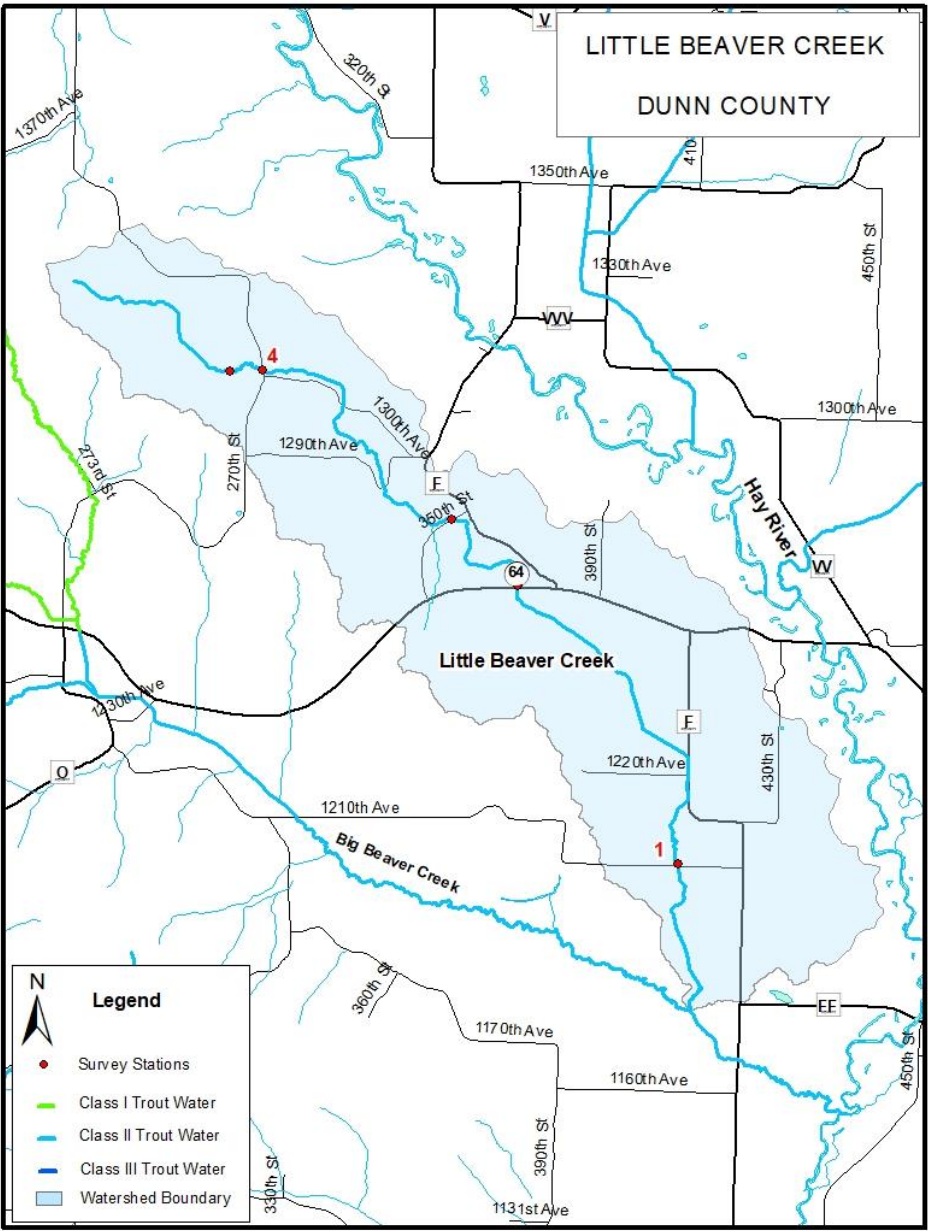 LITTLE BEAVER CREEK
DUNN COUNTY
V
320th St
1370th Ave
410
1350th Ave
450th St
1330th Ave
VV
4
1300th Ave
1300th Ave
1290th Ave
273rd St
270th St
F
350th St
Hay River
390th St
64
W
Little Beaver Creek
1230th Ave
F
430th St
1220th Ave
Q
1210th Ave
Big Beaver Creek
1
N
Legend
Survey Stations
Class I Trout Water
Class II Trout Water
Class III Trout Water
Watershed Boundary
360th St
EE
1170th Ave
450th St
1160th Ave
390th St
330th St
1131st Ave